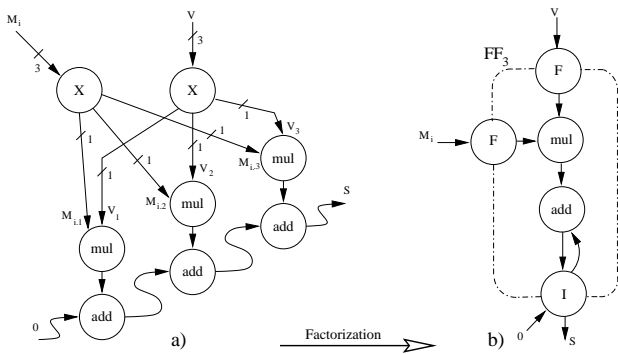 M_i
V
V
3
3
FF_3
F
X
X
1
V_3
1
1
1
1
M_{i,3}
mul
M_i
F
mul
1
1
V_2
M_{i,2}
mul
S
M_{i,1}
V_1
add
add
mul
add
I
0
add
0
S
a)
Factorization
b)